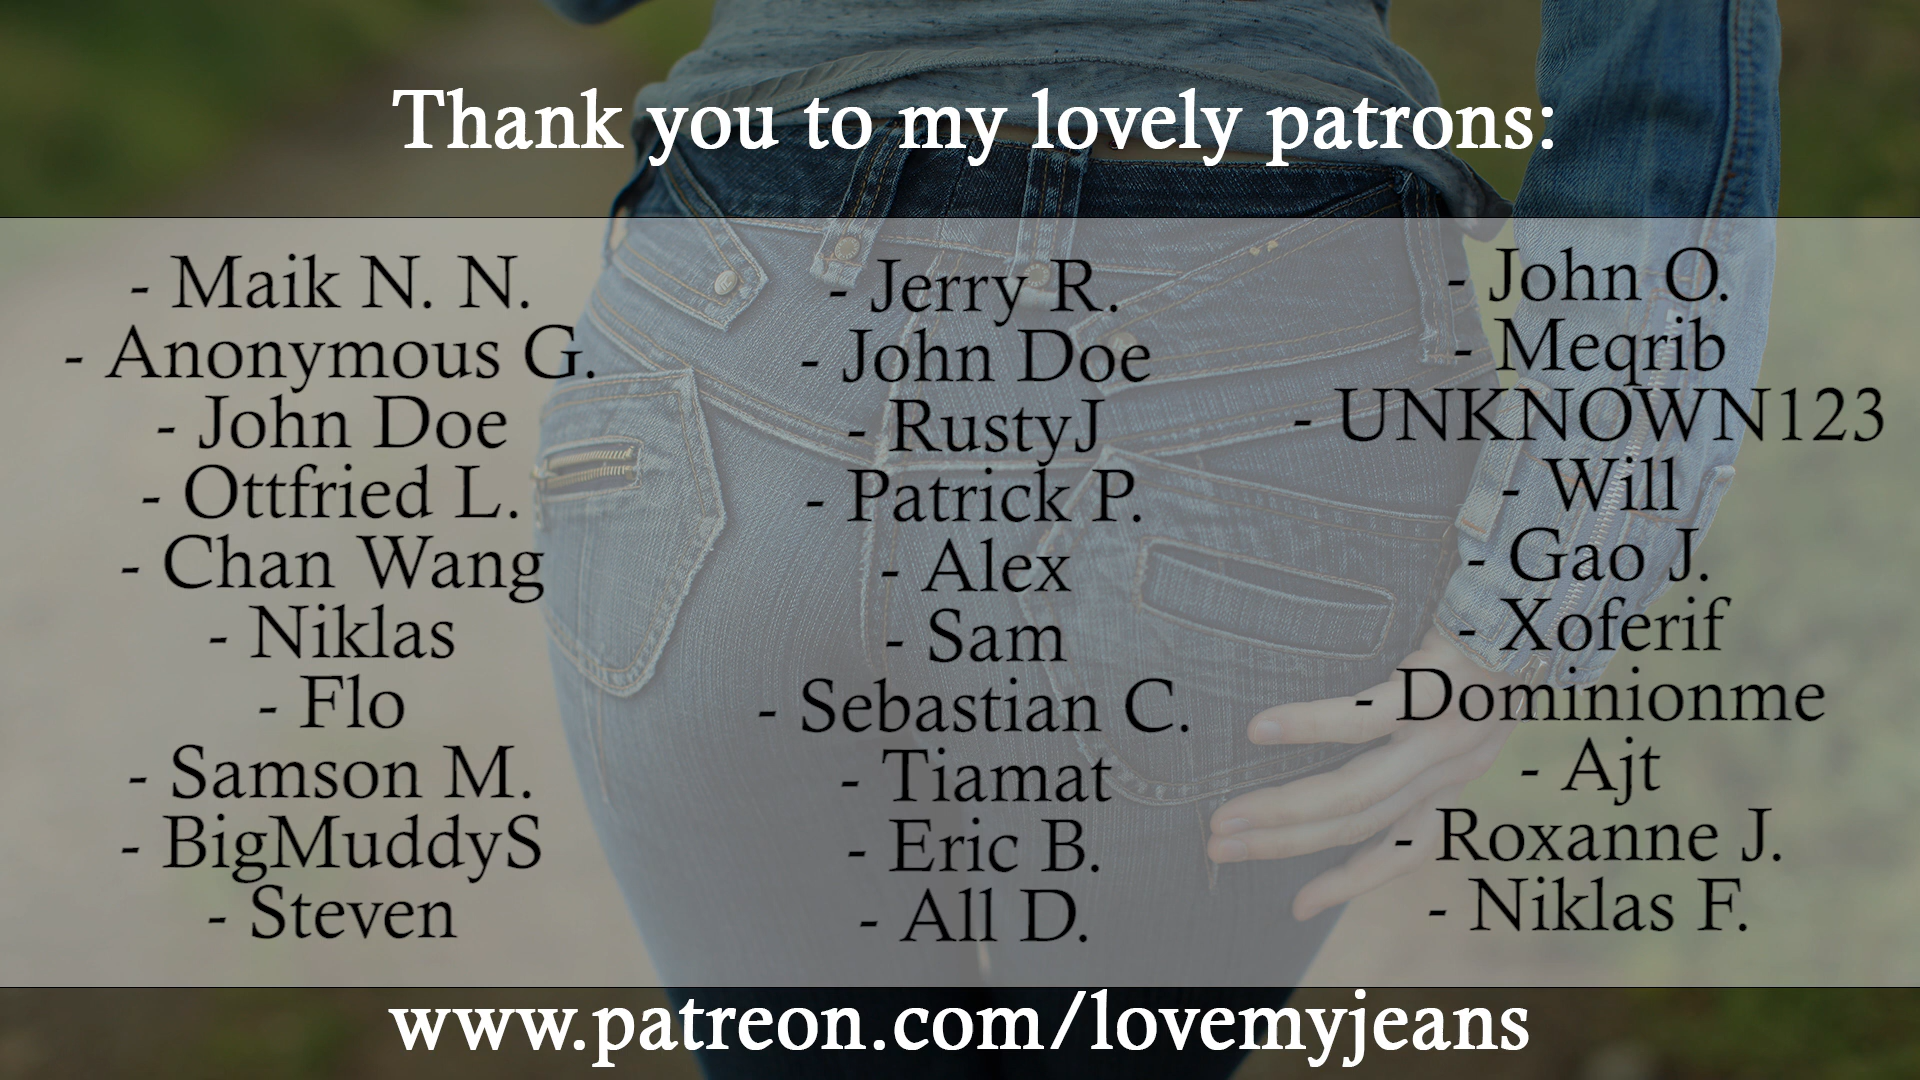 Thank you to my lovely patrons:
- Maik N. N.
- Anonymous G.
- John Doe
- Ottfried L.
- Chan Wang
- Niklas
- Flo
- Samson M.
- BigMuddyS
- Steven
- Jerry R.
- John Doe
- RustyJ
- Patrick P.
- Alex
- Sam
- Sebastian C.
- Tiamat
- Eric B.
- All D.
- John O.
- Meqrib
- UNKNOWN123
- Will
- Gao J.
- Xoferif
- Dominionme
- Ajt
- Roxanne J.
- Niklas F.
www.patreon.com/lovemyjeans